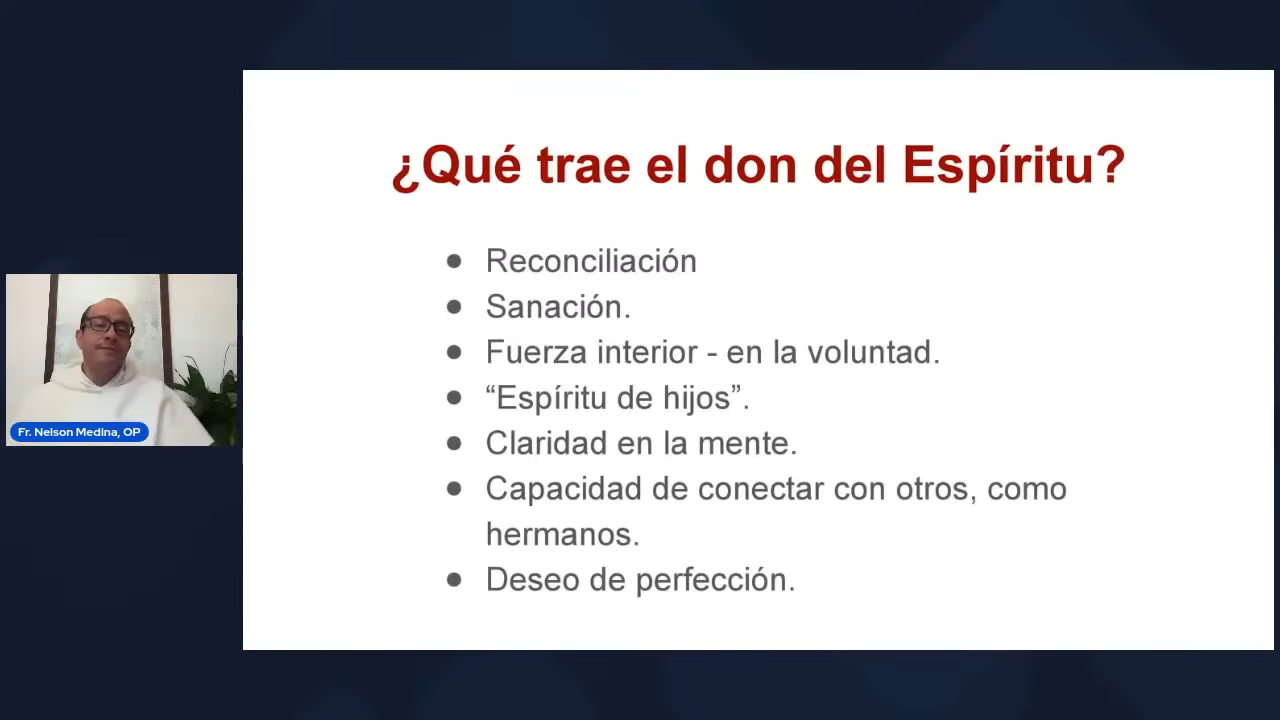 ¿Qué trae el don del Espíritu?
● Reconciliación
● Sanación.
● Fuerza interior - en la voluntad.
● “Espíritu de hijos”.
● Claridad en la mente.
● Capacidad de conectar con otros, como
hermanos.
● Deseo de perfección.
Fr. Nelson Medina, OP